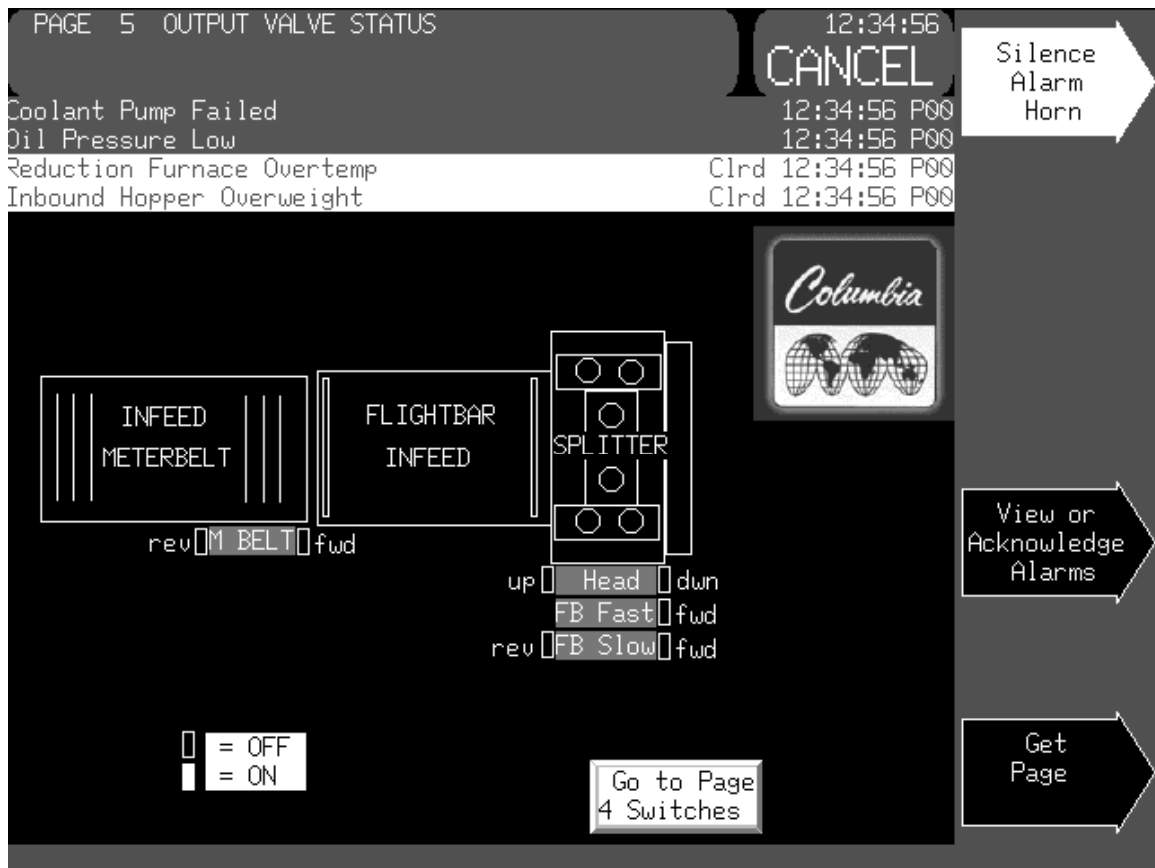 PAGE 5 OUTPUT VALVE STATUS
12:34:56
CANCEL
Coolant Pump Failed 12:34:56 P00
Oil Pressure Low 12:34:56 P00
Reduction Furnace Overtemp Clrd 12:34:56 P00
Inbound Hopper Overweight Clrd 12:34:56 P00
Silence
Alarm
Horn
Columbia
INFEED
METERBELT
FLIGHTBAR
INFEED
SPLITTER
rev M BELT fwd
up Head dwn
FB Fast fwd
rev FB Slow fwd
View or
Acknowledge
Alarms
= OFF
= ON
Go to Page
4 Switches
Get
Page